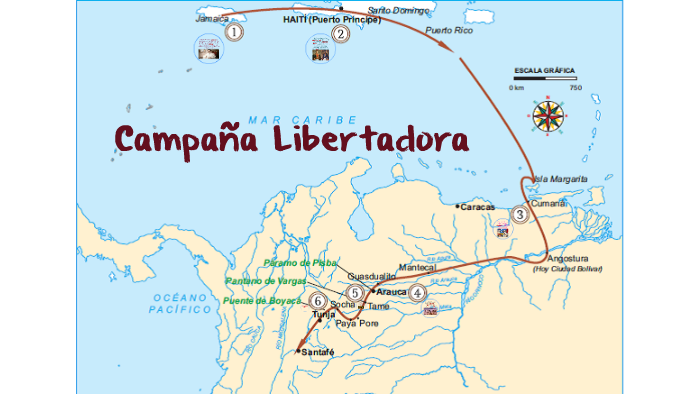 Jamaica
HAITÍ (Puerto Príncipe)
Santo Domingo
Puerto Rico
1
2
ESCALA GRÁFICA
0 km 750
MAR CARIBE
Campaña Libertadora
Isla Margarita
Caracas
Cumaná
3
Angostura
(Hoy Ciudad Bolívar)
Páramo de Pisba
Guasdualito
Mantecal
Pantano de Vargas
OCÉANO
PACÍFICO
Puente de Boyacá
6
5
Arauca
4
Socha
Tame
Tunja
Paya Pore
Santafé